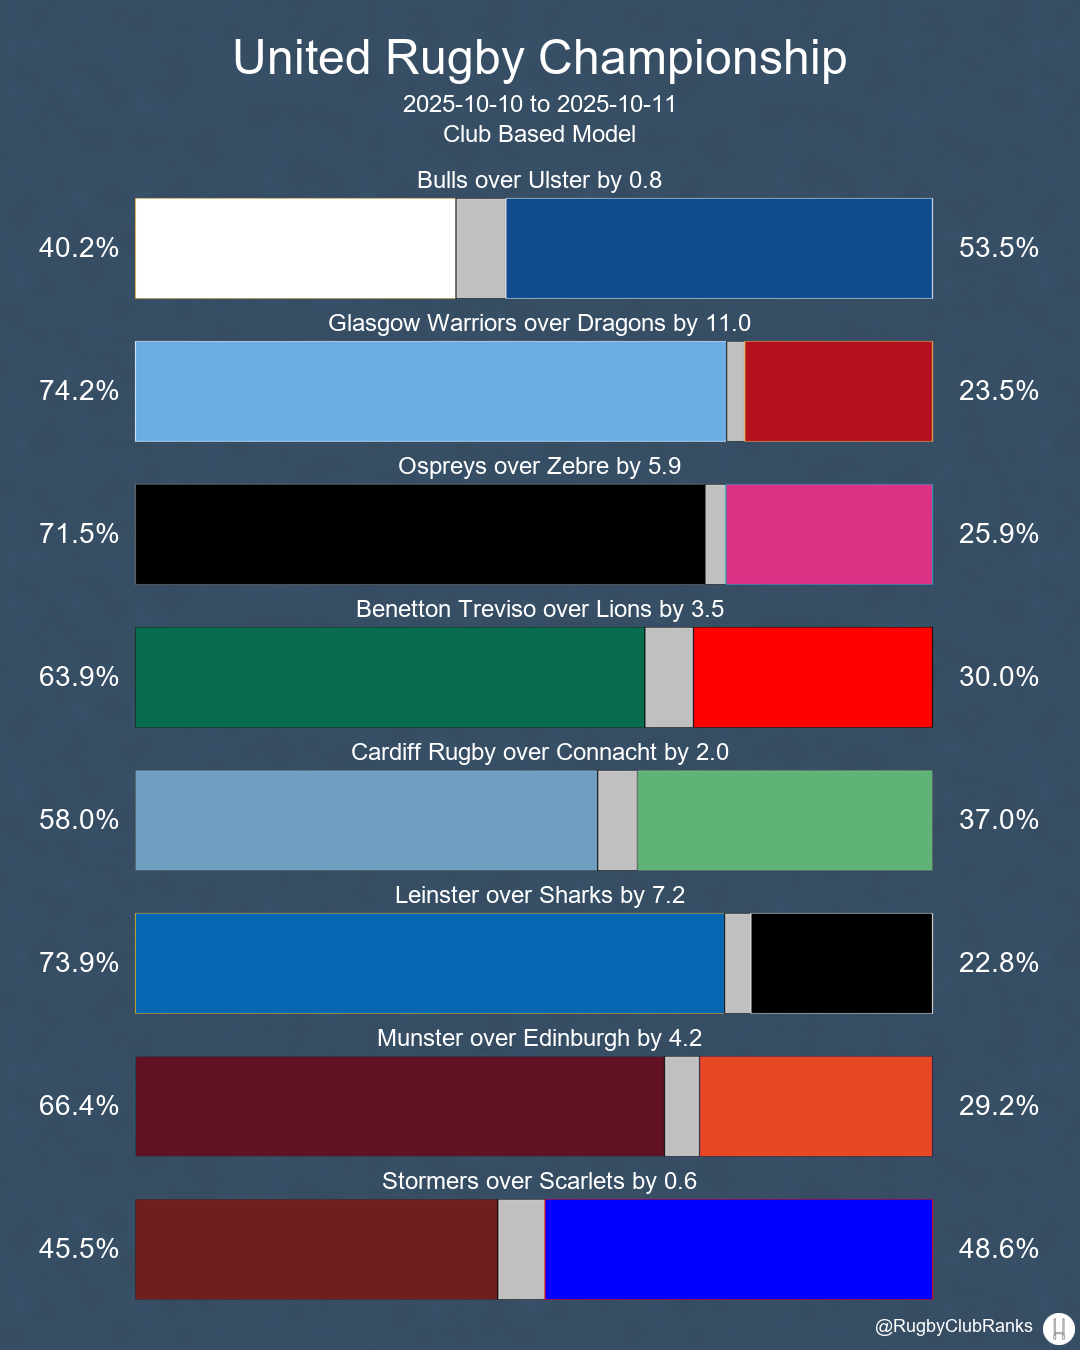 United Rugby Championship
2025-10-10 to 2025-10-11
Club Based Model
Bulls over Ulster by 0.8
40.2% 53.5%
Glasgow Warriors over Dragons by 11.0
74.2% 23.5%
Ospreys over Zebre by 5.9
71.5% 25.9%
Benetton Treviso over Lions by 3.5
63.9% 30.0%
Cardiff Rugby over Connacht by 2.0
58.0% 37.0%
Leinster over Sharks by 7.2
73.9% 22.8%
Munster over Edinburgh by 4.2
66.4% 29.2%
Stormers over Scarlets by 0.6
45.5% 48.6%
@RugbyClubRanks